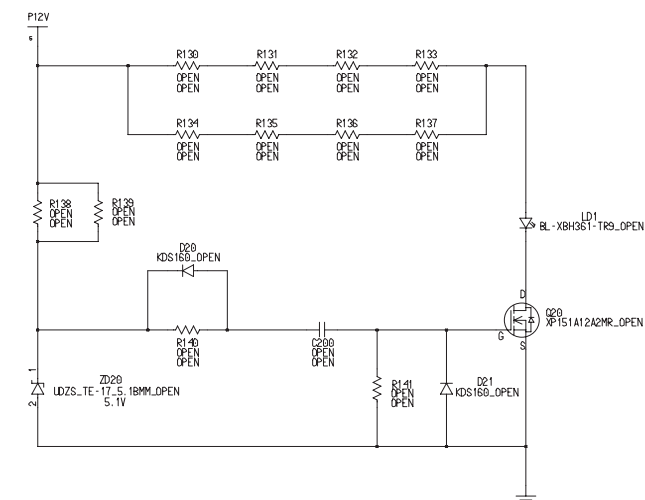 P12V
5
R130
OPEN
OPEN
R131
OPEN
OPEN
R132
OPEN
OPEN
R133
OPEN
OPEN
R134
OPEN
OPEN
R135
OPEN
OPEN
R136
OPEN
OPEN
R137
OPEN
OPEN
R138
OPEN
OPEN
R139
OPEN
OPEN
LD1
BL-XBH361-TR9_OPEN
D20
KDS160_OPEN
D
Q20
XP151A12A2MR_OPEN
G
S
R140
OPEN
OPEN
C200
OPEN
OPEN
1
ZD20
UDZS_TE-17_5.1BMM_OPEN
5.1V
2
R141
OPEN
OPEN
D21
KDS160_OPEN